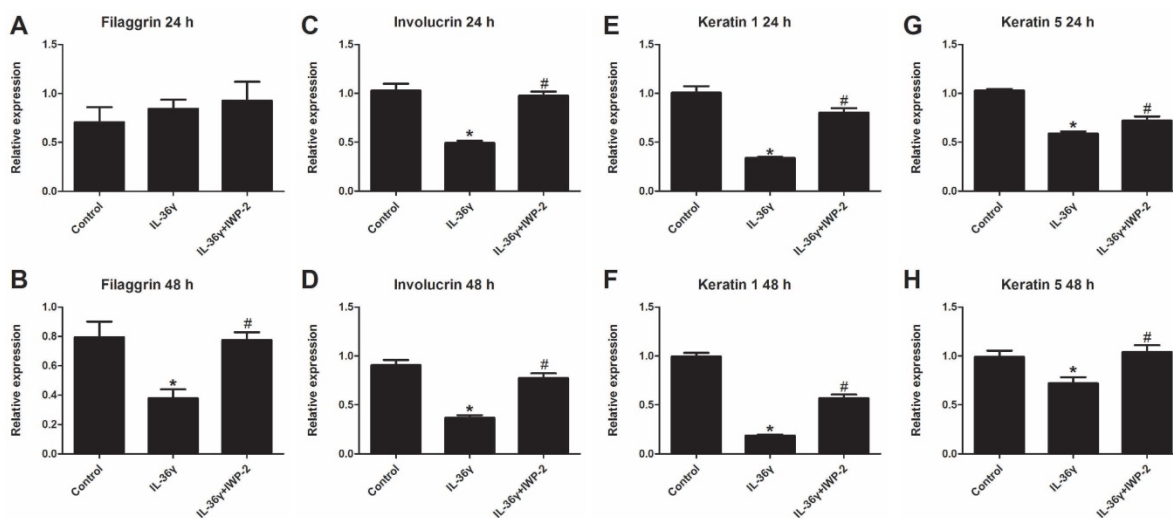 A
Filaggrin 24 h
Relative expression
1.5
1.0
0.5
0.0
Control
IL-36γ
IL-36γ+IWP-2
C
Involucrin 24 h
Relative expression
1.5
1.0
0.5
0.0
*
#
Control
IL-36γ
IL-36γ+IWP-2
E
Keratin 1 24 h
Relative expression
1.5
1.0
0.5
0.0
*
#
Control
IL-36γ
IL-36γ+IWP-2
G
Keratin 5 24 h
Relative expression
1.5
1.0
0.5
0.0
*
#
Control
IL-36γ
IL-36γ+IWP-2
B
Filaggrin 48 h
Relative expression
1.0
0.8
0.6
0.4
0.2
0.0
*
#
Control
IL-36γ
IL-36γ+IWP-2
D
Involucrin 48 h
Relative expression
1.5
1.0
0.5
0.0
*
#
Control
IL-36γ
IL-36γ+IWP-2
F
Keratin 1 48 h
Relative expression
1.5
1.0
0.5
0.0
*
#
Control
IL-36γ
IL-36γ+IWP-2
H
Keratin 5 48 h
Relative expression
1.5
1.0
0.5
0.0
*
#
Control
IL-36γ
IL-36γ+IWP-2